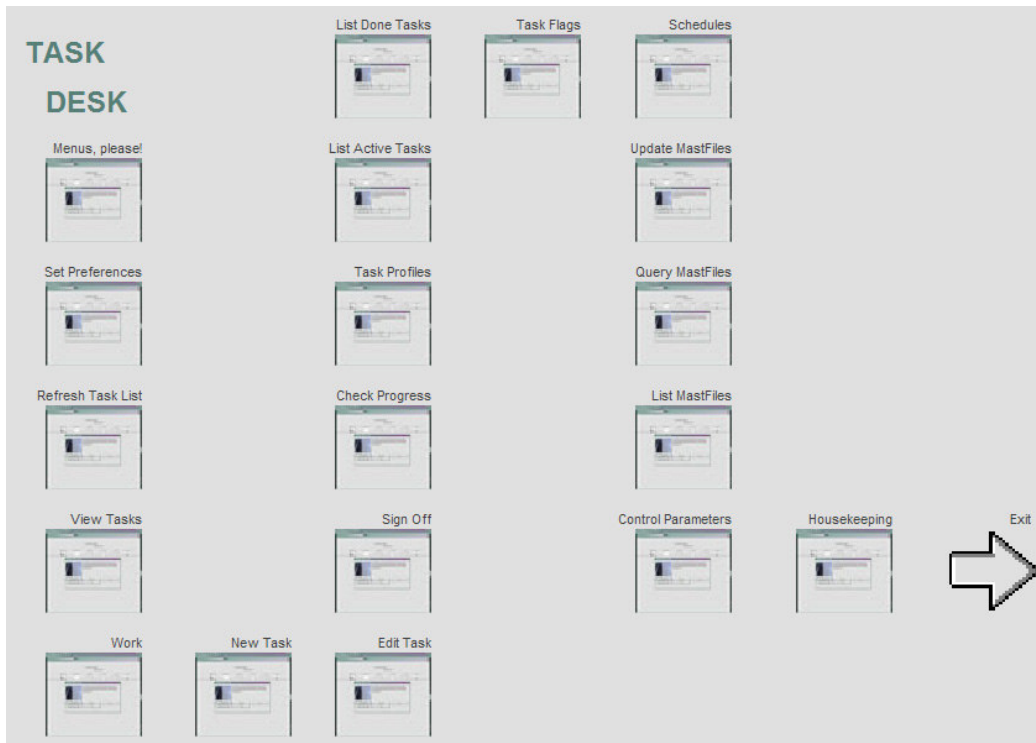 TASK
DESK
List Done Tasks
Task Flags
Schedules
Menus, please!
List Active Tasks
Update MastFiles
Set Preferences
Task Profiles
Query MastFiles
Refresh Task List
Check Progress
List MastFiles
View Tasks
Sign Off
Control Parameters
Housekeeping
Exit
Work
New Task
Edit Task